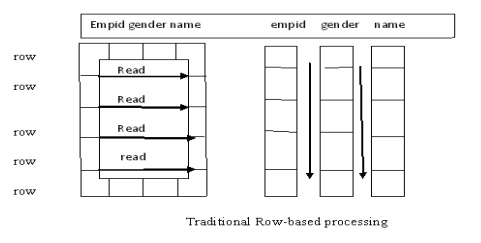 Empid gender name empid gender name
row
Read
row
Read
row
Read
row
read
row
Traditional Row-based processing